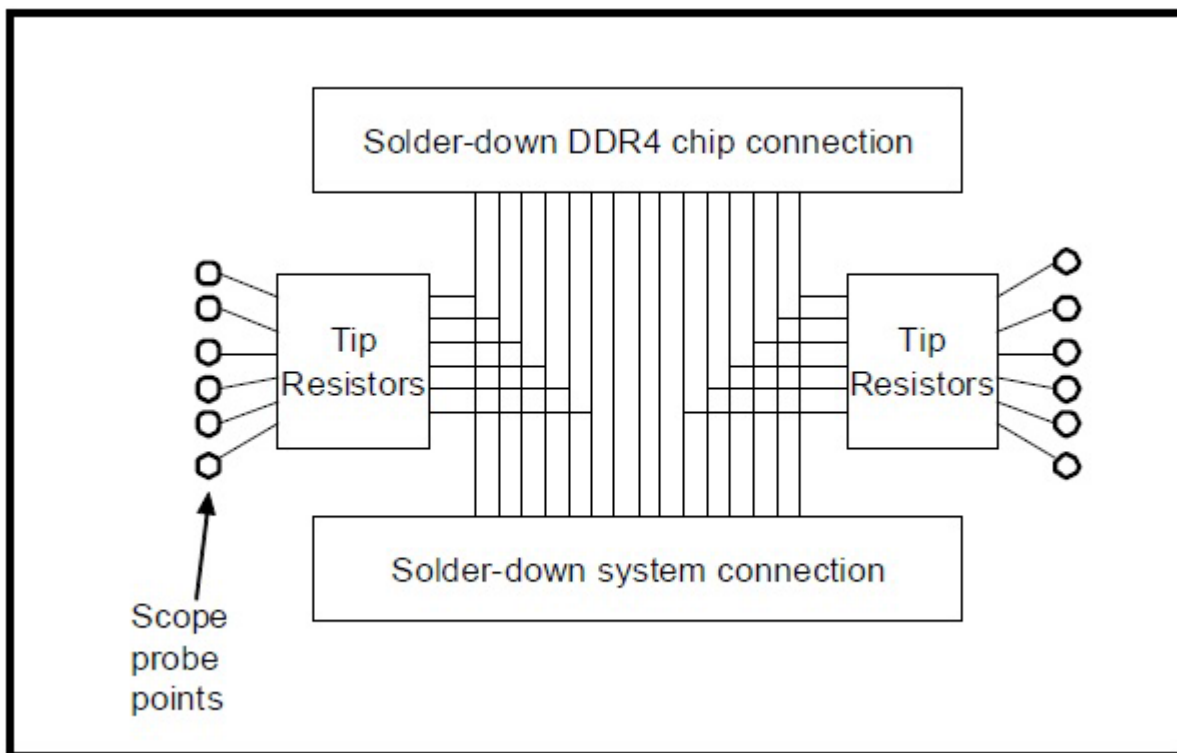 Solder-down DDR4 chip connection
Tip
Resistors
Tip
Resistors
Solder-down system connection
Scope
probe
points